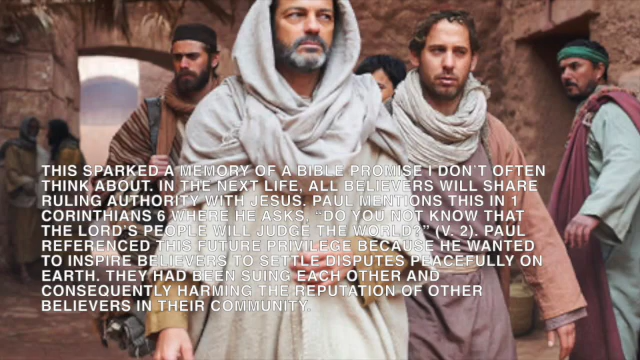 THIS SPARKED A MEMORY OF A BIBLE PROMISE I DON'T OFTEN
THINK ABOUT. IN THE NEXT LIFE, ALL BELIEVERS WILL SHARE
RULING AUTHORITY WITH JESUS. PAUL MENTIONS THIS IN 1
CORINTHIANS 6 WHERE HE ASKS, “DO YOU NOT KNOW THAT
THE LORD'S PEOPLE WILL JUDGE THE WORLD?” (V. 2). PAUL
REFERENCED THIS FUTURE PRIVILEGE BECAUSE HE WANTED
TO INSPIRE BELIEVERS TO SETTLE DISPUTES PEACEFULLY ON
EARTH. THEY HAD BEEN SUING EACH OTHER AND
CONSEQUENTLY HARMING THE REPUTATION OF OTHER
BELIEVERS IN THEIR COMMUNITY.